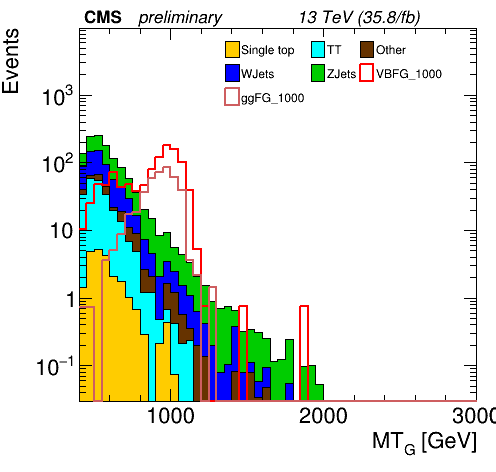 CMS preliminary 13 TeV (35.8/fb)
Events
Single top TT Other
WJets ZJets VBFG_1000
ggFG_1000
10³
10²
10
1
10⁻¹
1000 2000 3000
MT_G [GeV]